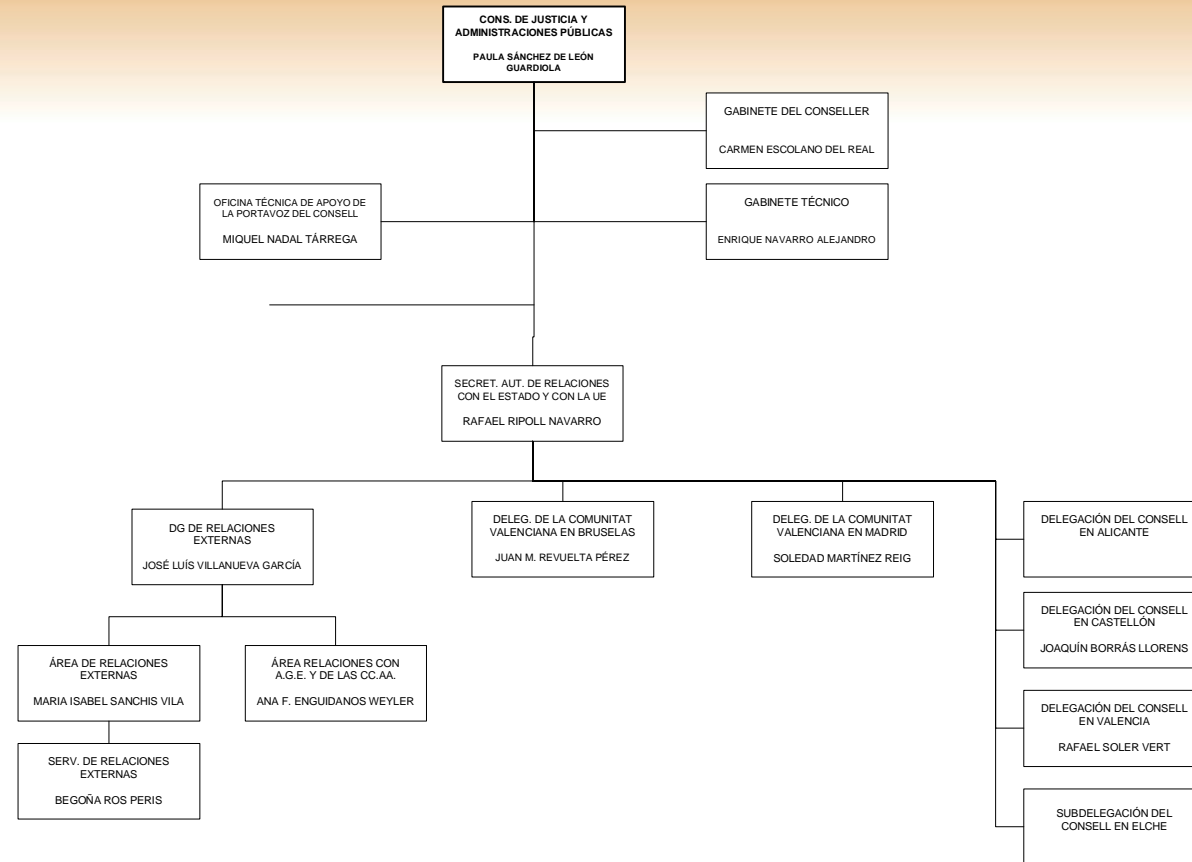 CONS. DE JUSTICIA Y
ADMINISTRACIONES PÚBLICAS
PAULA SÁNCHEZ DE LEÓN
GUARDIOLA
GABINETE DEL CONSELLER
CARMEN ESCOLANO DEL REAL
OFICINA TÉCNICA DE APOYO DE
LA PORTAVOZ DEL CONSELL
MIQUEL NADAL TÁRREGA
GABINETE TÉCNICO
ENRIQUE NAVARRO ALEJANDRO
SECRET. AUT. DE RELACIONES
CON EL ESTADO Y CON LA UE
RAFAEL RIPOLL NAVARRO
DG DE RELACIONES
EXTERNAS
JOSÉ LUÍS VILLANUEVA GARCÍA
DELEG. DE LA COMUNITAT
VALENCIANA EN BRUSELAS
JUAN M. REVUELTA PÉREZ
DELEG. DE LA COMUNITAT
VALENCIANA EN MADRID
SOLEDAD MARTÍNEZ REIG
DELEGACIÓN DEL CONSELL
EN ALICANTE
DELEGACIÓN DEL CONSELL
EN CASTELLÓN
JOAQUÍN BORRÁS LLORENS
ÁREA DE RELACIONES
EXTERNAS
MARIA ISABEL SANCHIS VILA
ÁREA RELACIONES CON
A.G.E. Y DE LAS CC.AA.
ANA F. ENGUIDANOS WEYLER
DELEGACIÓN DEL CONSELL
EN VALENCIA
RAFAEL SOLER VERT
SERV. DE RELACIONES
EXTERNAS
BEGOÑA ROS PERIS
SUBDELEGACIÓN DEL
CONSELL EN ELCHE